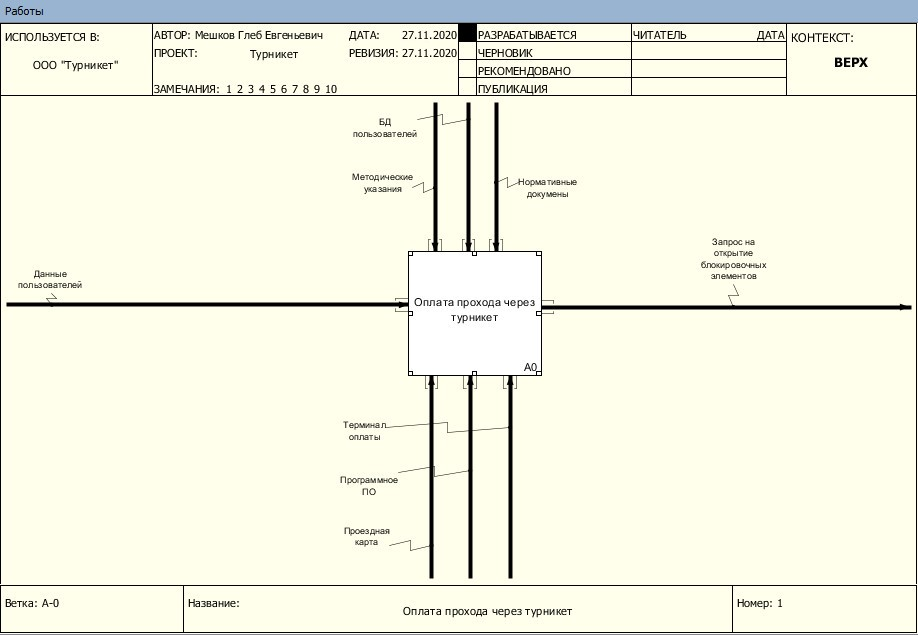 Работы
ИСПОЛЬЗУЕТСЯ В:
ООО "Турникет"
АВТОР: Мешков Глеб Евгеньевич
ДАТА: 27.11.2020
ПРОЕКТ: Турникет
РЕВИЗИЯ: 27.11.2020
ЗАМЕЧАНИЯ: 1 2 3 4 5 6 7 8 9 10
РАЗРАБАТЫВАЕТСЯ
ЧЕРНОВИК
РЕКОМЕНДОВАНО
ПУБЛИКАЦИЯ
ЧИТАТЕЛЬ ДАТА
КОНТЕКСТ:
ВЕРХ
БД
пользователей
Методические
указания
Нормативные
докумены
Запрос на
открытие
блокировочных
элементов
Данные
пользователей
Оплата прохода через
турникет
A0
Терминал
оплаты
Программное
ПО
Проездная
карта
Ветка: A-0
Название:
Оплата прохода через турникет
Номер: 1